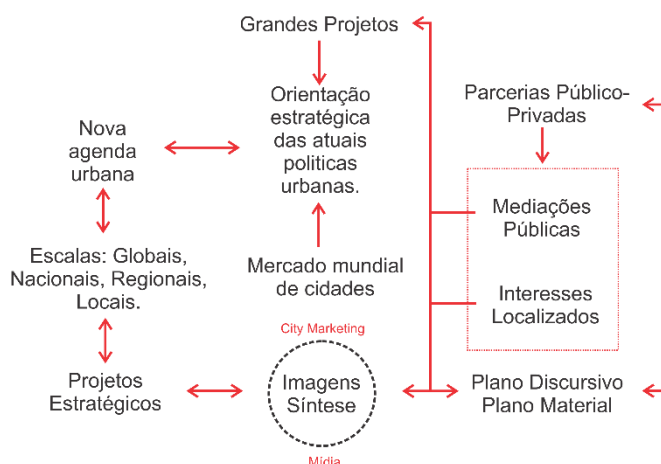 Grandes Projetos
Orientação
estratégica
das atuais
politicas
urbanas.
Nova
agenda
urbana
Parcerias Público-
Privadas
Mediações
Públicas
Escalas: Globais,
Nacionais, Regionais,
Locais.
Mercado mundial
de cidades
Interesses
Localizados
City Marketing
Projetos
Estratégicos
Imagens
Síntese
Plano Discursivo
Plano Material
Mídia